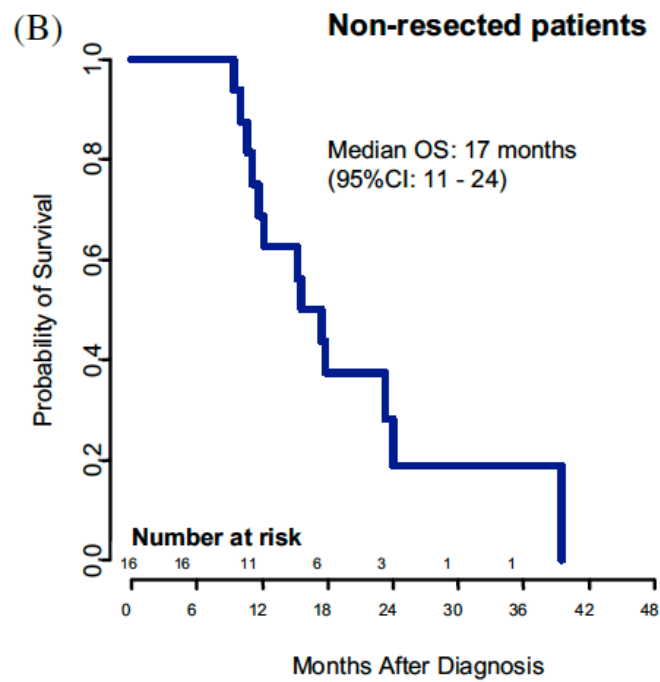 (B)
Non-resected patients
Median OS: 17 months
(95%CI: 11 - 24)
Probability of Survival
1.0
0.8
0.6
0.4
0.2
0.0
Number at risk
16 16 11 6 3 1 1
0 6 12 18 24 30 36 42 48
Months After Diagnosis